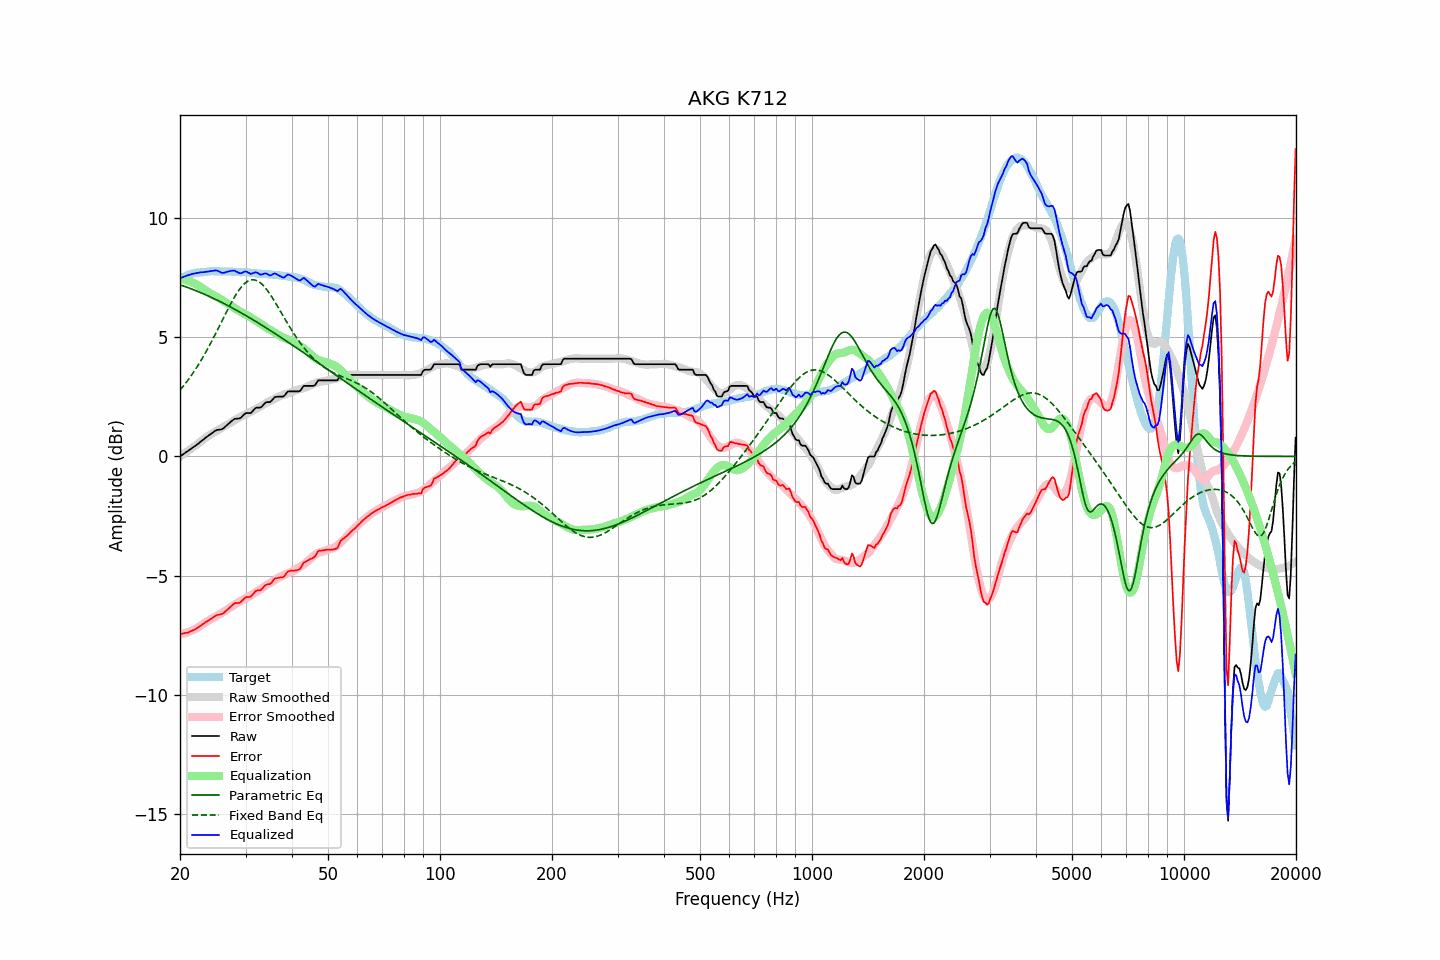 AKG K712
Amplitude (dBr)
10
5
0
−5
−10
−15
Target
Raw Smoothed
Error Smoothed
Raw
Error
Equalization
Parametric Eq
Fixed Band Eq
Equalized
20 50 100 200 500 1000 2000 5000 10000 20000
Frequency (Hz)